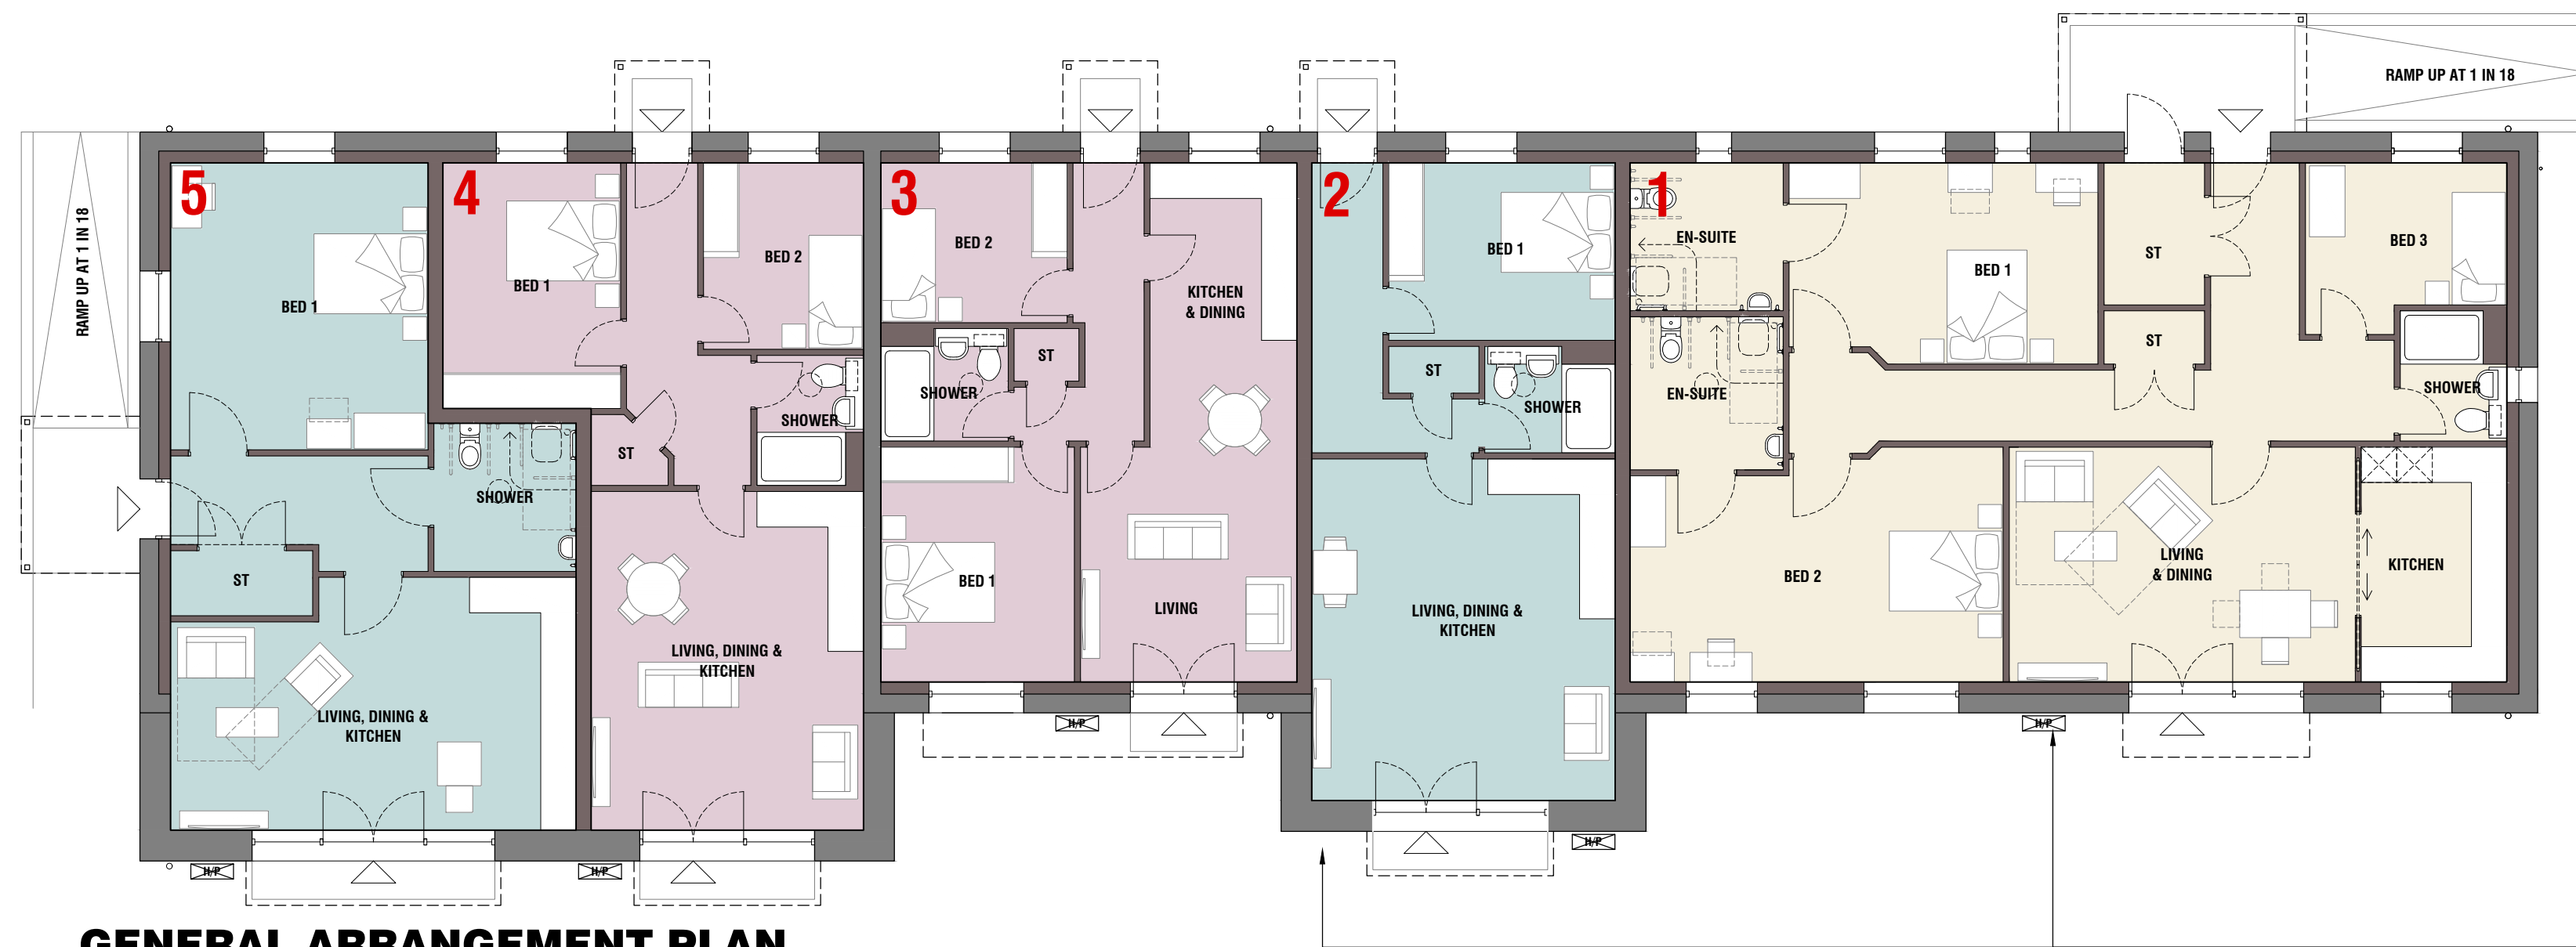 RAMP UP AT 1 IN 18
RAMP UP AT 1 IN 18
5
BED 1
ST
SHOWER
LIVING, DINING &
KITCHEN
H/P
4
BED 1
BED 2
ST
SHOWER
LIVING, DINING &
KITCHEN
H/P
3
BED 2
KITCHEN
& DINING
ST
SHOWER
BED 1
LIVING
H/P
2
BED 1
ST
SHOWER
LIVING, DINING &
KITCHEN
H/P
1
EN-SUITE
BED 1
ST
BED 3
ST
EN-SUITE
SHOWER
BED 2
LIVING
& DINING
KITCHEN
H/P
GENERAL ARRANGEMENT PLAN